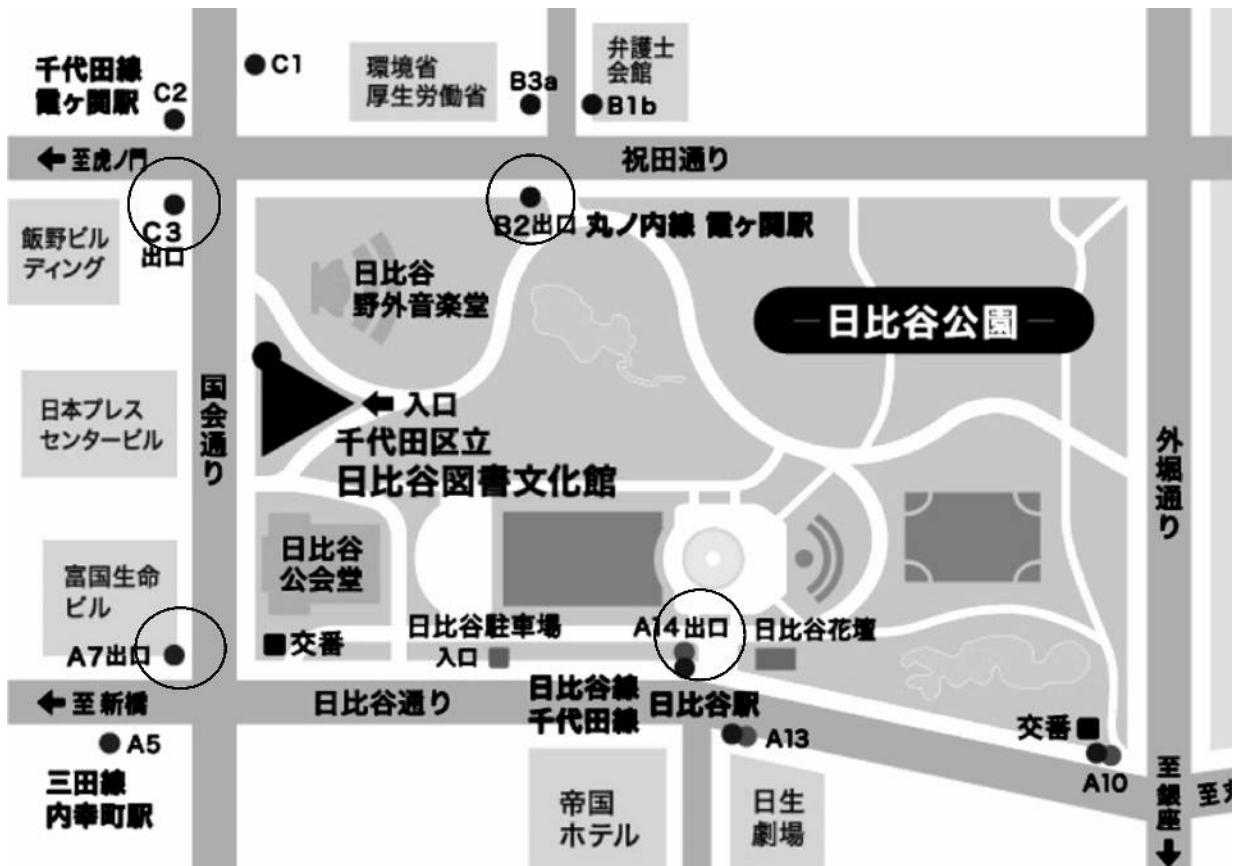 千代田線
霞ヶ関駅
C2
C1
環境省
厚生労働省
B3a
弁護士
会館
B1b
至虎ノ門
祝田通り
C3
出口
飯野ビル
ディング
B2出口
丸ノ内線 霞ヶ関駅
日比谷
野外音楽堂
日比谷公園
入口
千代田区立
日比谷図書文化館
国会通り
日本プレス
センタービル
外堀通り
日比谷
公会堂
富国生命
ビル
A7出口
交番
日比谷駐車場
入口
A14出口
日比谷花壇
至新橋
日比谷通り
日比谷線
千代田線
日比谷駅
A13
交番
A10
A5
三田線
内幸町駅
帝国
ホテル
日生
劇場
至銀座
至